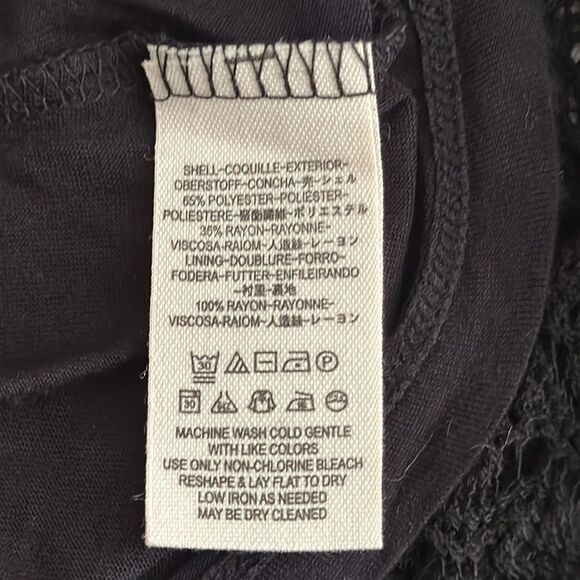 SHELL-COQUILLE-EXTERIOR-
OBERSTOFF-CONCHA-売-シェル
65% POLYESTER-POLIÉSTER-
POLIESTERE-聚酯纖維-ポリエステル
35% RAYON-RAYONNE-
VISCOSA-RAIOM-人造絲-レーヨン
LINING-DOUBLURE-FORRO-
FODERA-FUTTER-ENFILEIRANDO
-衬里-裏地
100% RAYON-RAYONNE-
VISCOSA-RAIOM-人造絲-レーヨン
30 P
30
MACHINE WASH COLD GENTLE
WITH LIKE COLORS
USE ONLY NON-CHLORINE BLEACH
RESHAPE & LAY FLAT TO DRY
LOW IRON AS NEEDED
MAY BE DRY CLEANED